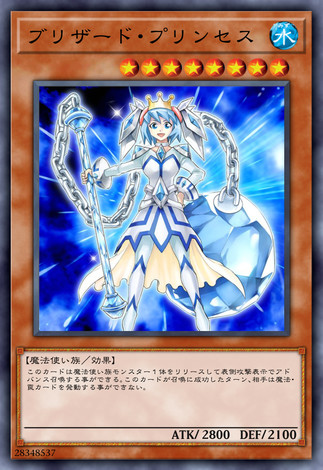 ブリザード・プリンセス
水
【魔法使い族／効果】
このカードは魔法使い族モンスター１体をリリースして表側攻撃表示でアド
バンス召喚する事ができる。このカードが召喚に成功したターン、相手は魔法・
罠カードを発動する事ができない。
ATK/ 2800 DEF/2100
28348537